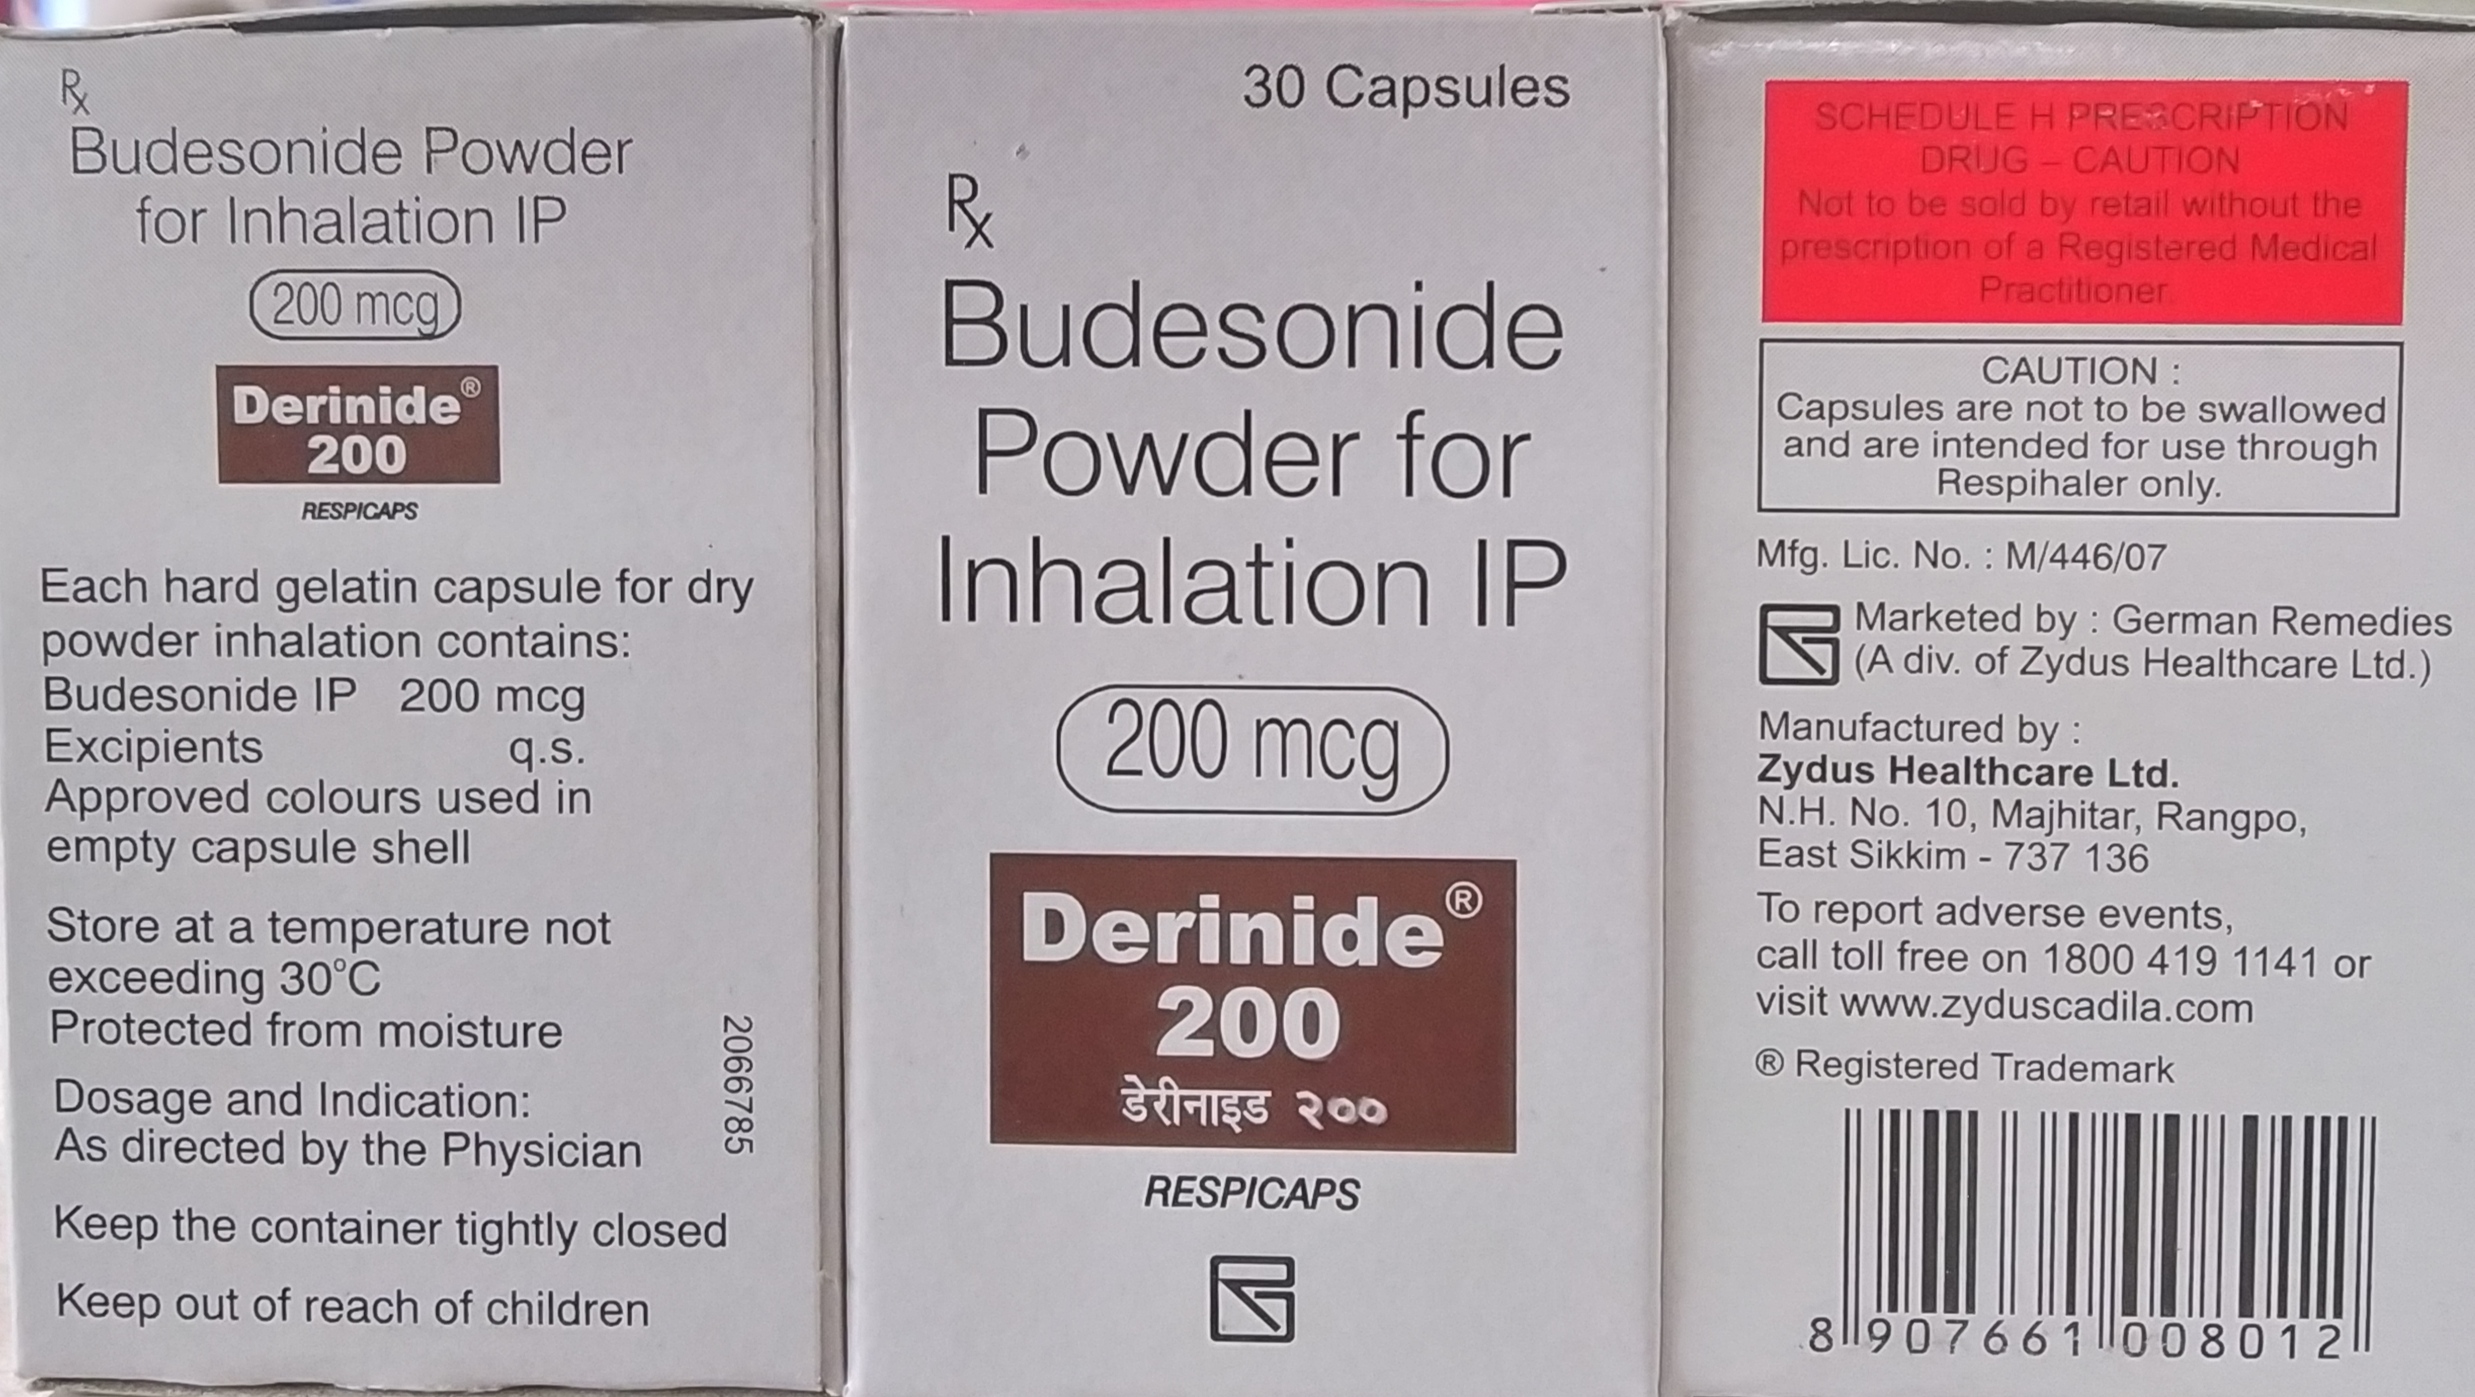 Rx
Budesonide Powder
for Inhalation IP
200 mcg
Derinide®
200
RESPICAPS
Each hard gelatin capsule for dry
powder inhalation contains:
Budesonide IP 200 mcg
Excipients q.s.
Approved colours used in
empty capsule shell
Store at a temperature not
exceeding 30°C
Protected from moisture
Dosage and Indication:
As directed by the Physician
Keep the container tightly closed
Keep out of reach of children
2066785
30 Capsules
Rx
Budesonide
Powder for
Inhalation IP
200 mcg
Derinide®
200
डेरीनाइड २००
RESPICAPS
SCHEDULE H PRESCRIPTION
DRUG – CAUTION
Not to be sold by retail without the
prescription of a Registered Medical
Practitioner.
CAUTION :
Capsules are not to be swallowed
and are intended for use through
Respihaler only.
Mfg. Lic. No. : M/446/07
Marketed by : German Remedies
(A div. of Zydus Healthcare Ltd.)
Manufactured by :
Zydus Healthcare Ltd.
N.H. No. 10, Majhitar, Rangpo,
East Sikkim - 737 136
To report adverse events,
call toll free on 1800 419 1141 or
visit www.zyduscadila.com
® Registered Trademark
8 907661 008012